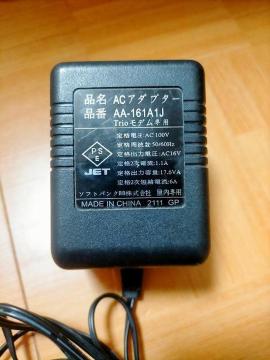 品名 ACアダプター
品番 AA-161A1J
Trioモデム専用
定格電圧:AC100V
定格周波数:50/60Hz
定格出力電圧:AC16V
定格2次電流:1.1A
定格出力容量:17.6VA
定格2次短絡電流:6A
PS
E
JET
ソフトバンクBB株式会社 屋内専用
MADE IN CHINA 2111 GP